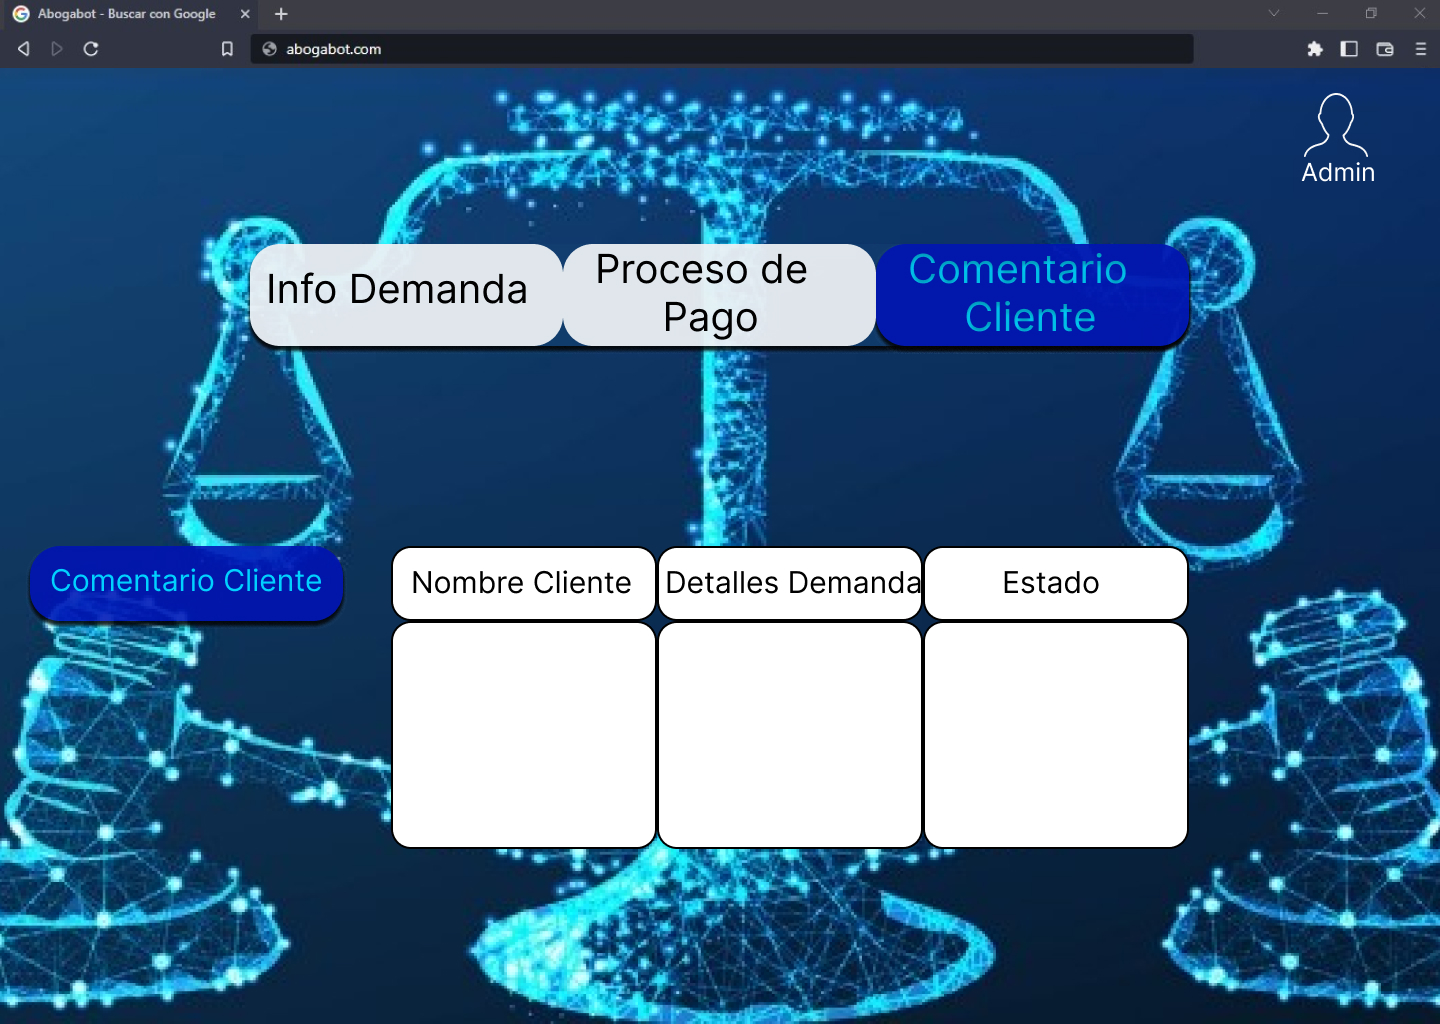 Abogabot - Buscar con Google
abogabot.com
Admin
Info Demanda
Proceso de
Pago
Comentario
Cliente
Comentario Cliente
Nombre Cliente
Detalles Demanda
Estado